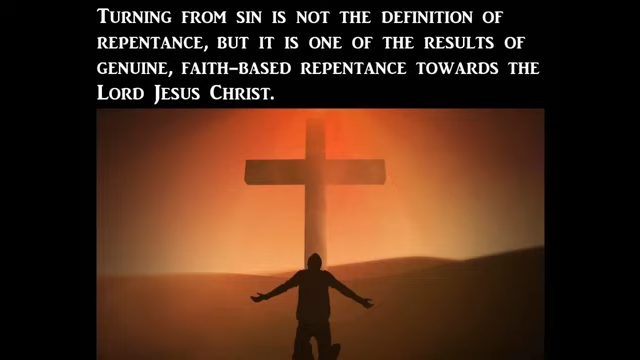 Turning from sin is not the definition of
repentance, but it is one of the results of
genuine, faith-based repentance towards the
Lord Jesus Christ.